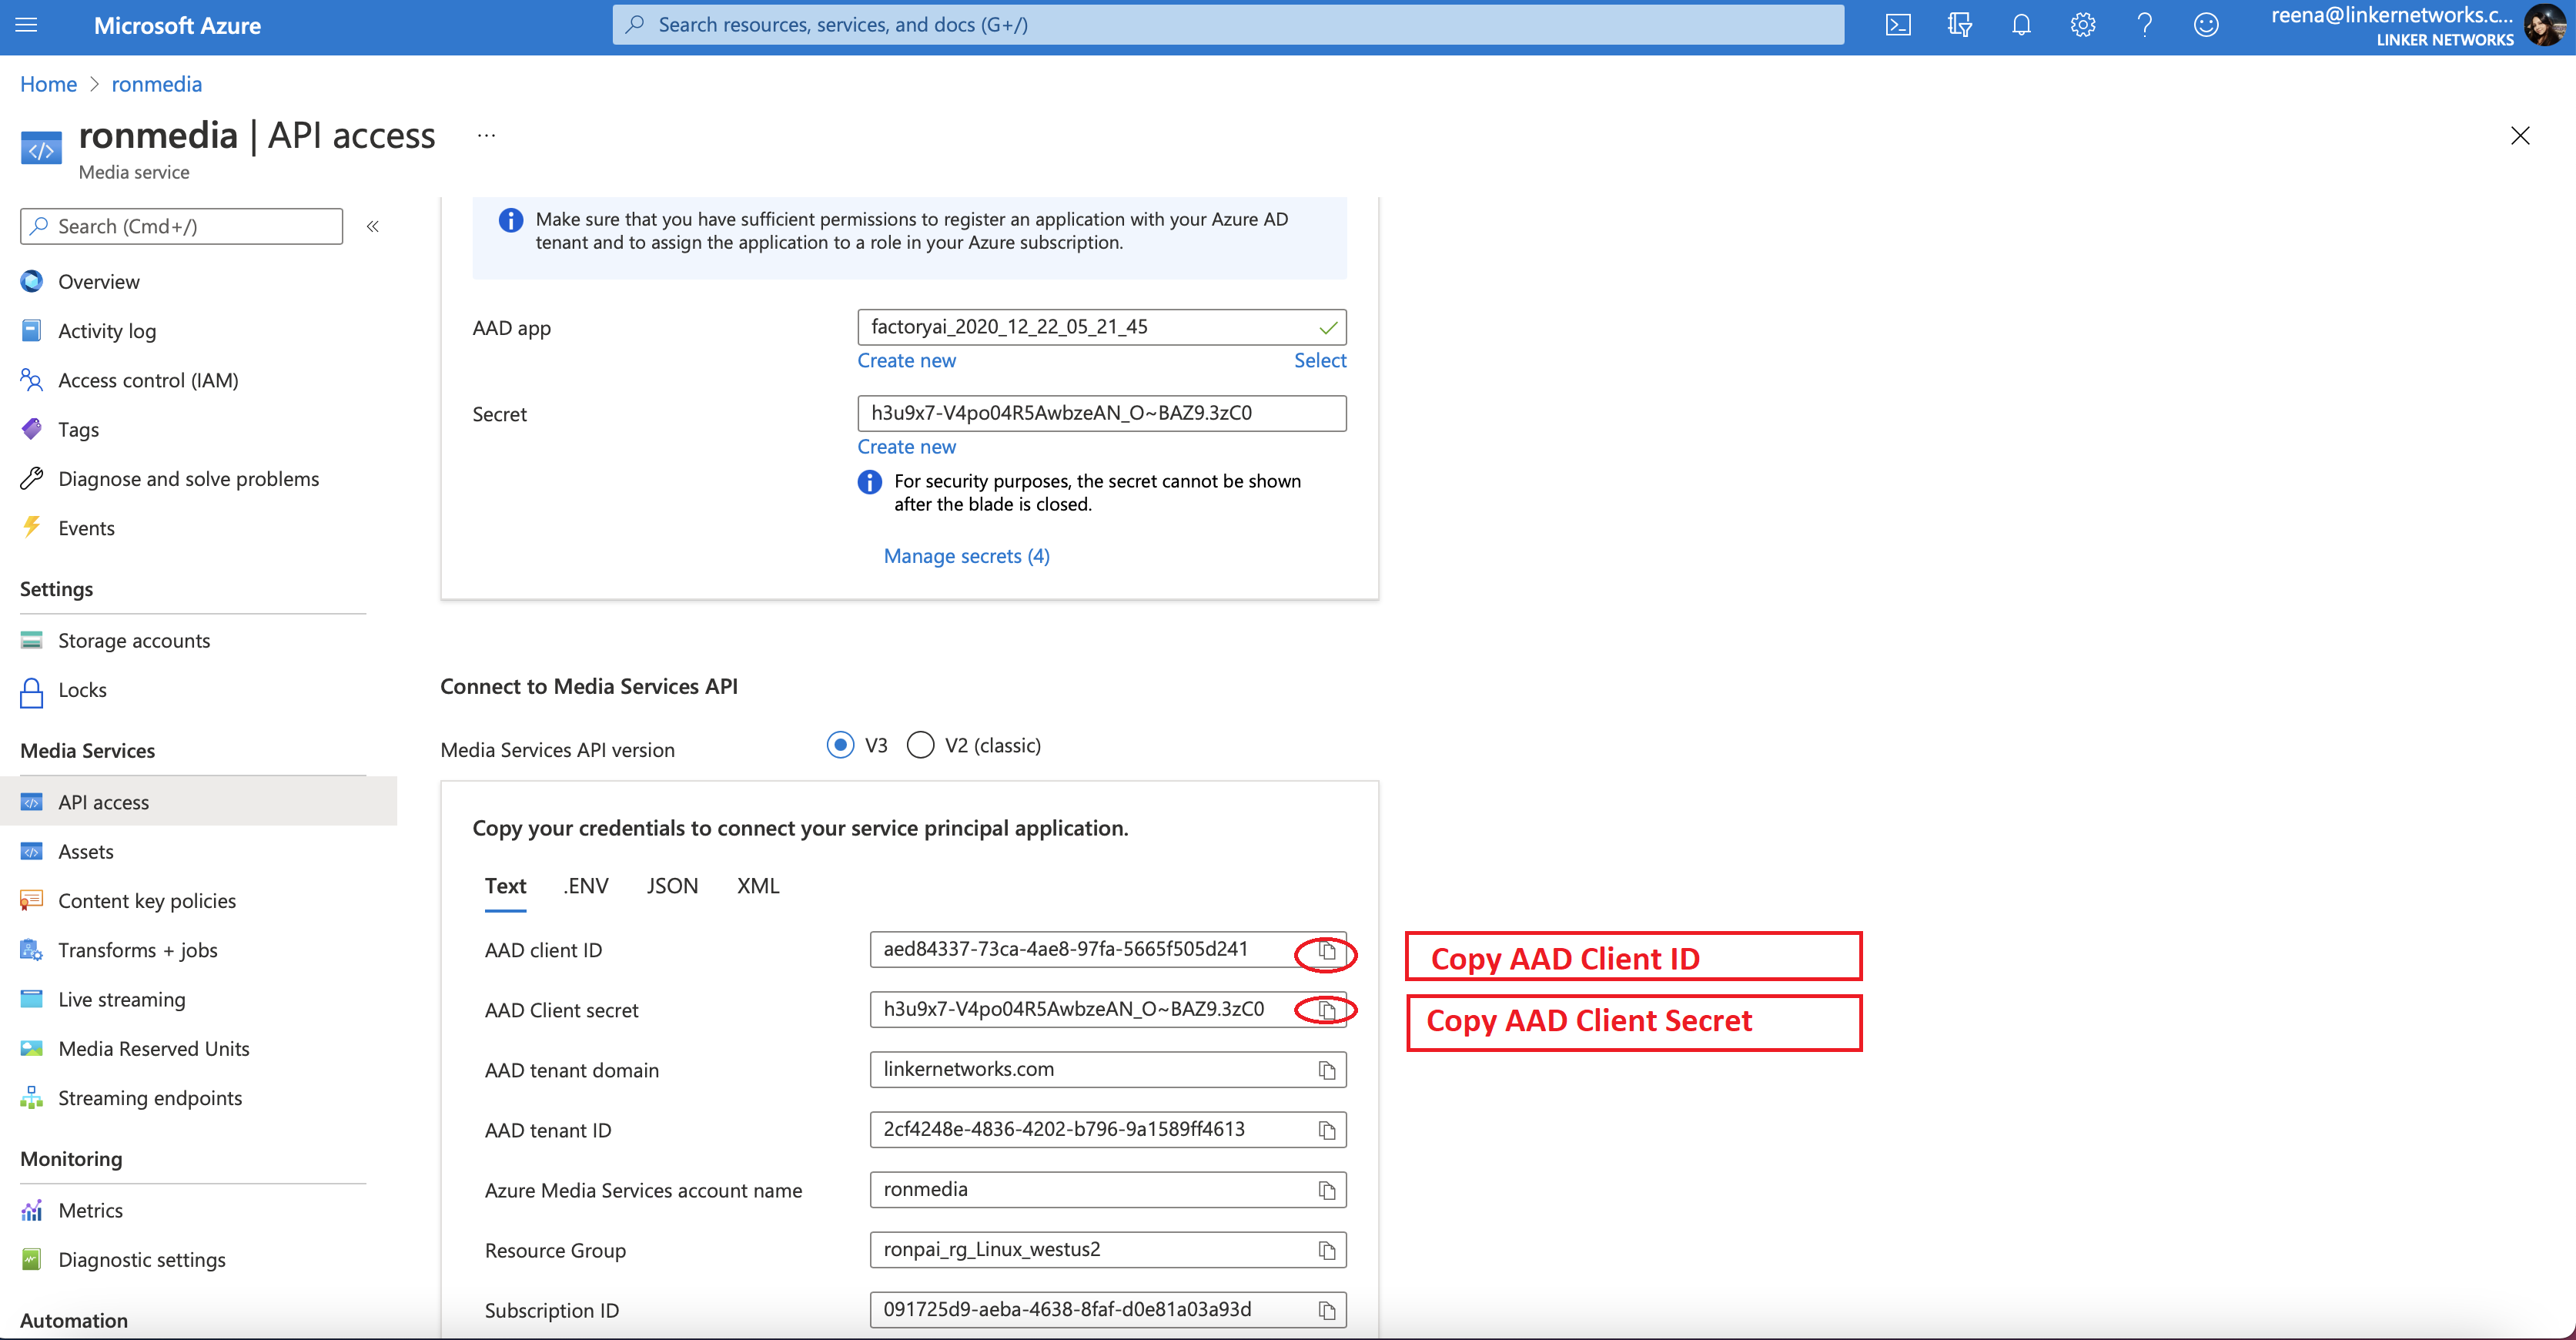 Microsoft Azure
Search resources, services, and docs (G+/)
reena@linkernetworks.c...
LINKER NETWORKS
Home > ronmedia
ronmedia | API access ...
Media service
Search (Cmd+/)
«
Overview
Activity log
Access control (IAM)
Tags
Diagnose and solve problems
Events
Settings
Storage accounts
Locks
Media Services
API access
Assets
Content key policies
Transforms + jobs
Live streaming
Media Reserved Units
Streaming endpoints
Monitoring
Metrics
Diagnostic settings
Automation
Make sure that you have sufficient permissions to register an application with your Azure AD
tenant and to assign the application to a role in your Azure subscription.
AAD app
factoryai_2020_12_22_05_21_45
Create new
Select
Secret
h3u9x7-V4po04R5AwbzeAN_O~BAZ9.3zC0
Create new
For security purposes, the secret cannot be shown
after the blade is closed.
Manage secrets (4)
Connect to Media Services API
Media Services API version
V3
V2 (classic)
Copy your credentials to connect your service principal application.
Text
.ENV
JSON
XML
AAD client ID
aed84337-73ca-4ae8-97fa-5665f505d241
Copy AAD Client ID
AAD Client secret
h3u9x7-V4po04R5AwbzeAN_O~BAZ9.3zC0
Copy AAD Client Secret
AAD tenant domain
linkernetworks.com
AAD tenant ID
2cf4248e-4836-4202-b796-9a1589ff4613
Azure Media Services account name
ronmedia
Resource Group
ronpai_rg_Linux_westus2
Subscription ID
091725d9-aeba-4638-8faf-d0e81a03a93d